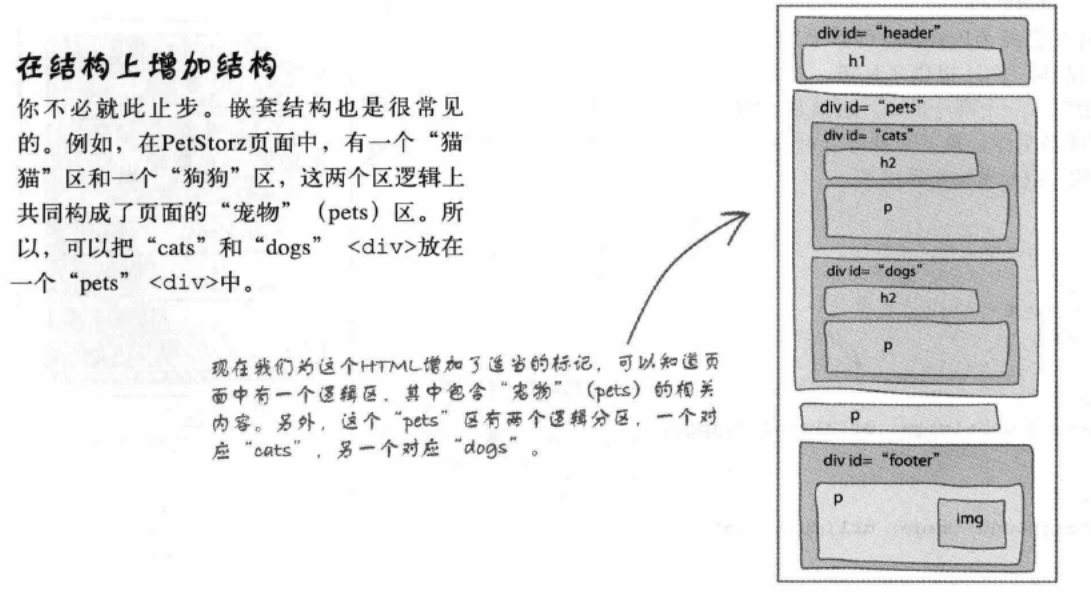 在结构上增加结构
你不必就此止步。嵌套结构也是很常见
的。例如，在PetStorz页面中，有一个“猫
猫”区和一个“狗狗”区，这两个区逻辑上
共同构成了页面的“宠物”（pets）区。所
以，可以把“cats”和“dogs” <div>放在
一个“pets” <div>中。
现在我们为这个HTML增加了适当的标记，可以知道页
面中有一个逻辑区，其中包含“宠物”（pets）的相关
内容。另外，这个“pets”区有两个逻辑分区，一个对
应“cats”，另一个对应“dogs”。
div id= “header”
h1
div id= “pets”
div id= “cats”
h2
p
div id= “dogs”
h2
p
p
div id= “footer”
p
img